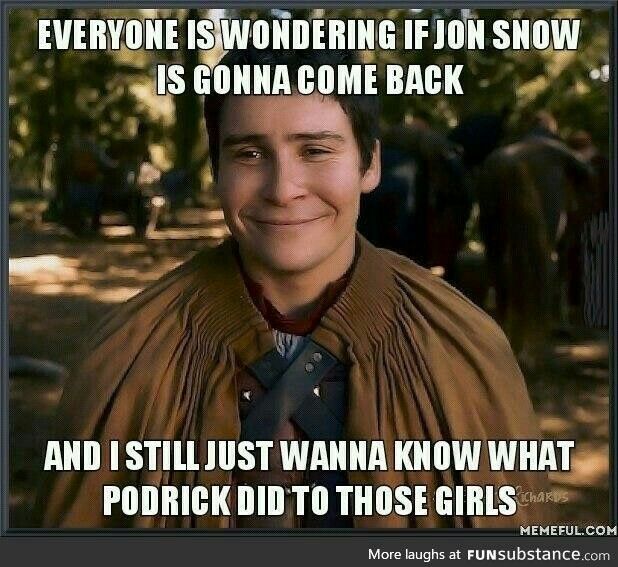 EVERYONE IS WONDERING IF JON SNOW
IS GONNA COME BACK
AND I STILL JUST WANNA KNOW WHAT
PODRICK DID TO THOSE GIRLS
MEMEFUL.COM
More laughs at FUNsubstance.com